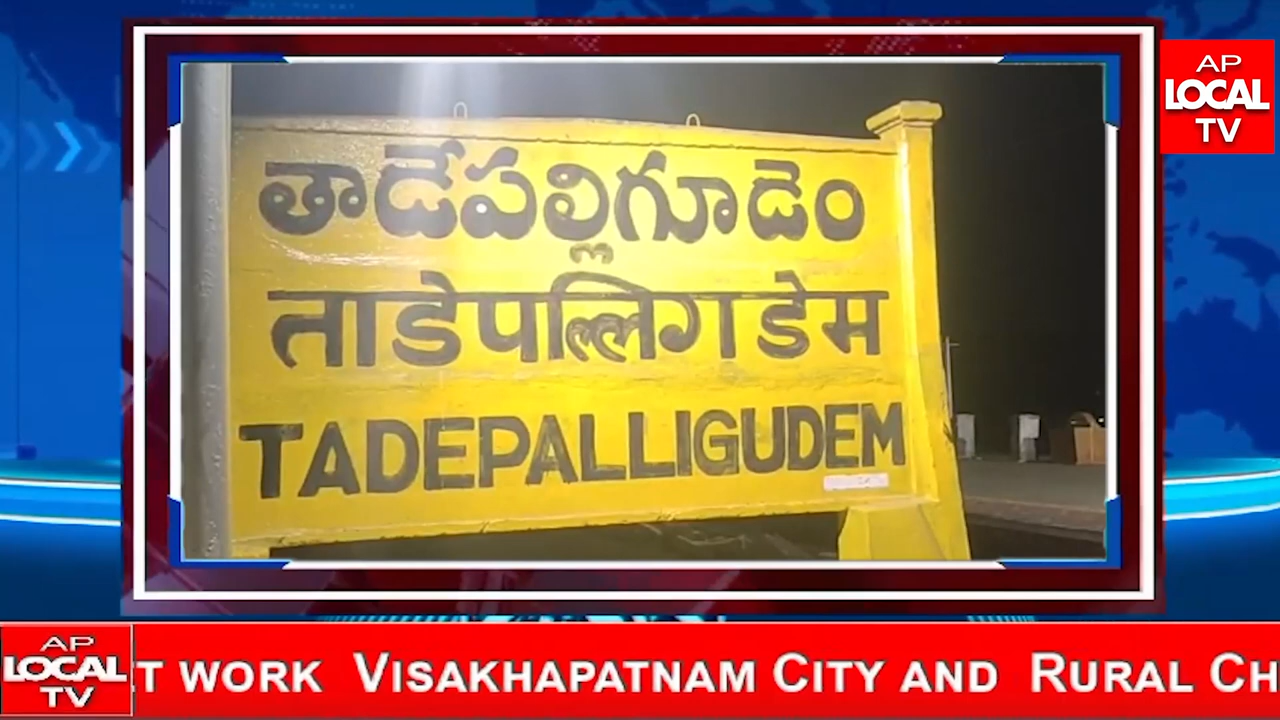 AP
LOCAL
TV
తాడేపల్లిగూడెం
ताडेपल्लिगडेम
TADEPALLIGUDEM
AP
LOCAL
TV
T WORK VISAKHAPATNAM CITY AND RURAL CH